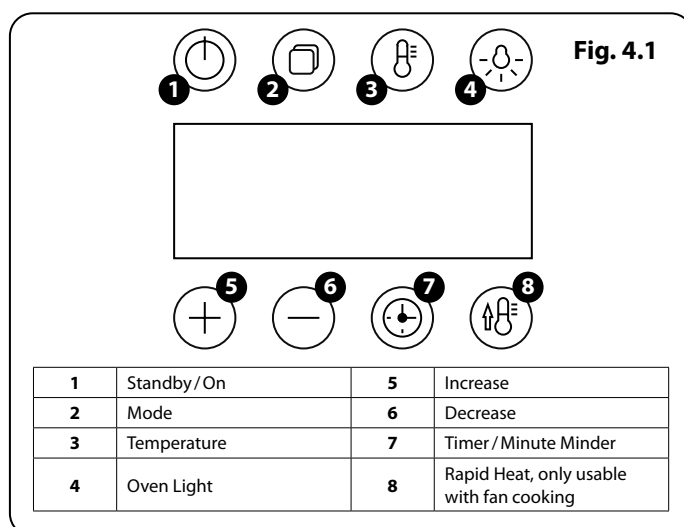 Fig. 4.1
1
2
3
4
5
6
7
8
1 Standby / On 5 Increase
2 Mode 6 Decrease
3 Temperature 7 Timer / Minute Minder
4 Oven Light 8 Rapid Heat, only usable
with fan cooking